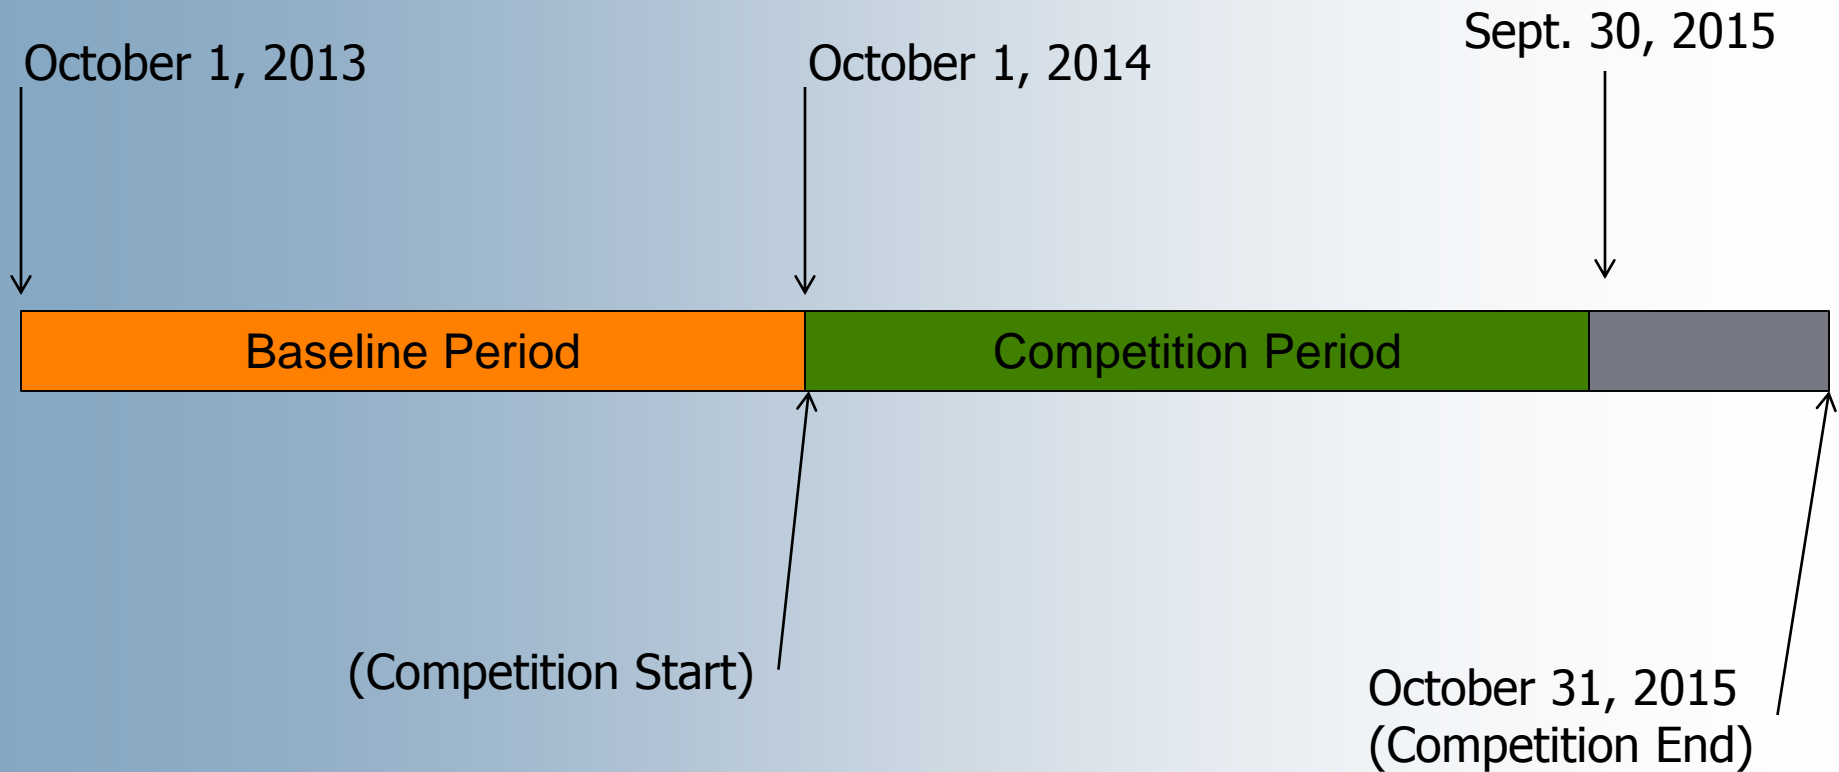 October 1, 2013
October 1, 2014
Sept. 30, 2015
Baseline Period
Competition Period
(Competition Start)
October 31, 2015
(Competition End)